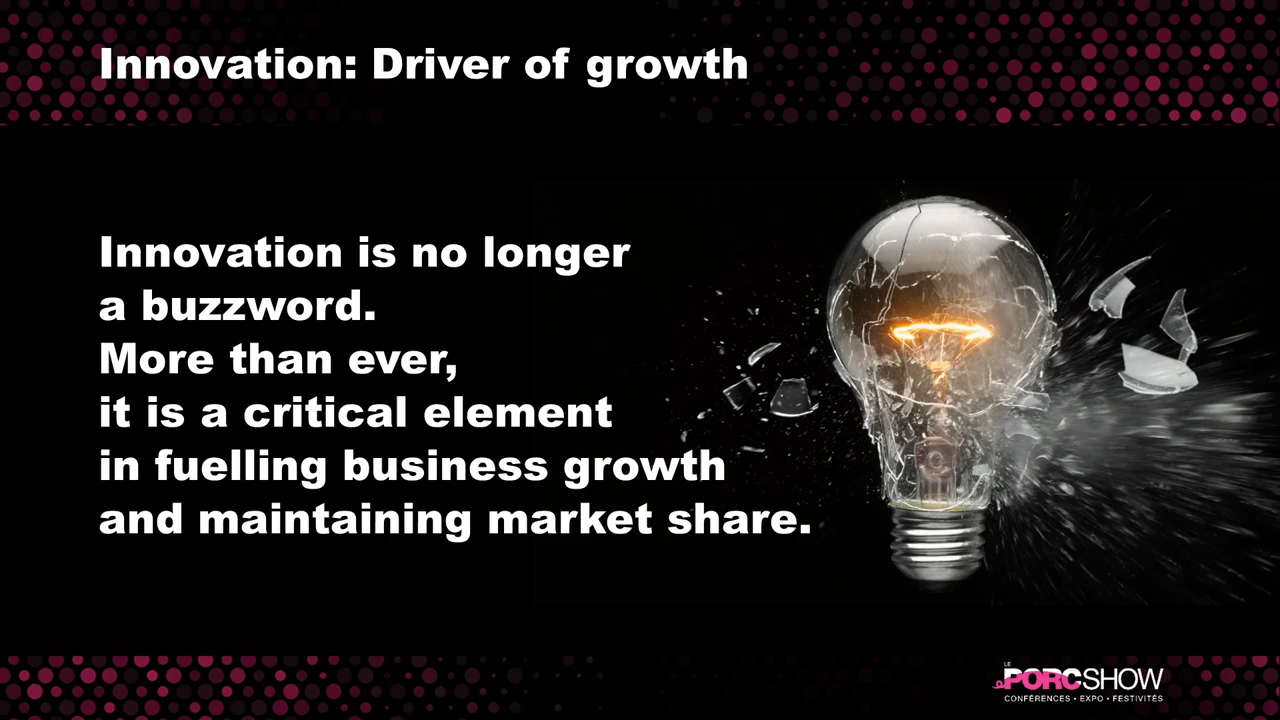 Innovation: Driver of growth
Innovation is no longer
a buzzword.
More than ever,
it is a critical element
in fuelling business growth
and maintaining market share.
LE
PORCSHOW
CONFÉRENCES • EXPO • FESTIVITÉS